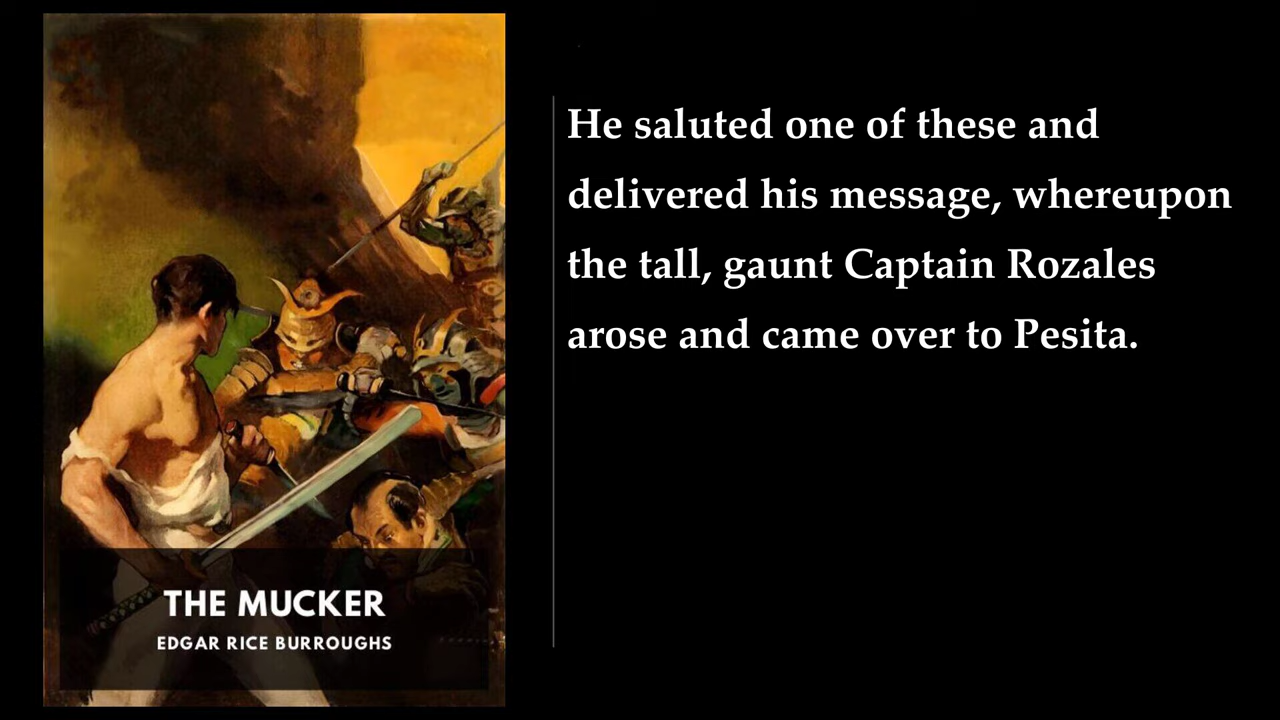 He saluted one of these and
delivered his message, whereupon
the tall, gaunt Captain Rozales
arose and came over to Pesita.
THE MUCKER
EDGAR RICE BURROUGHS